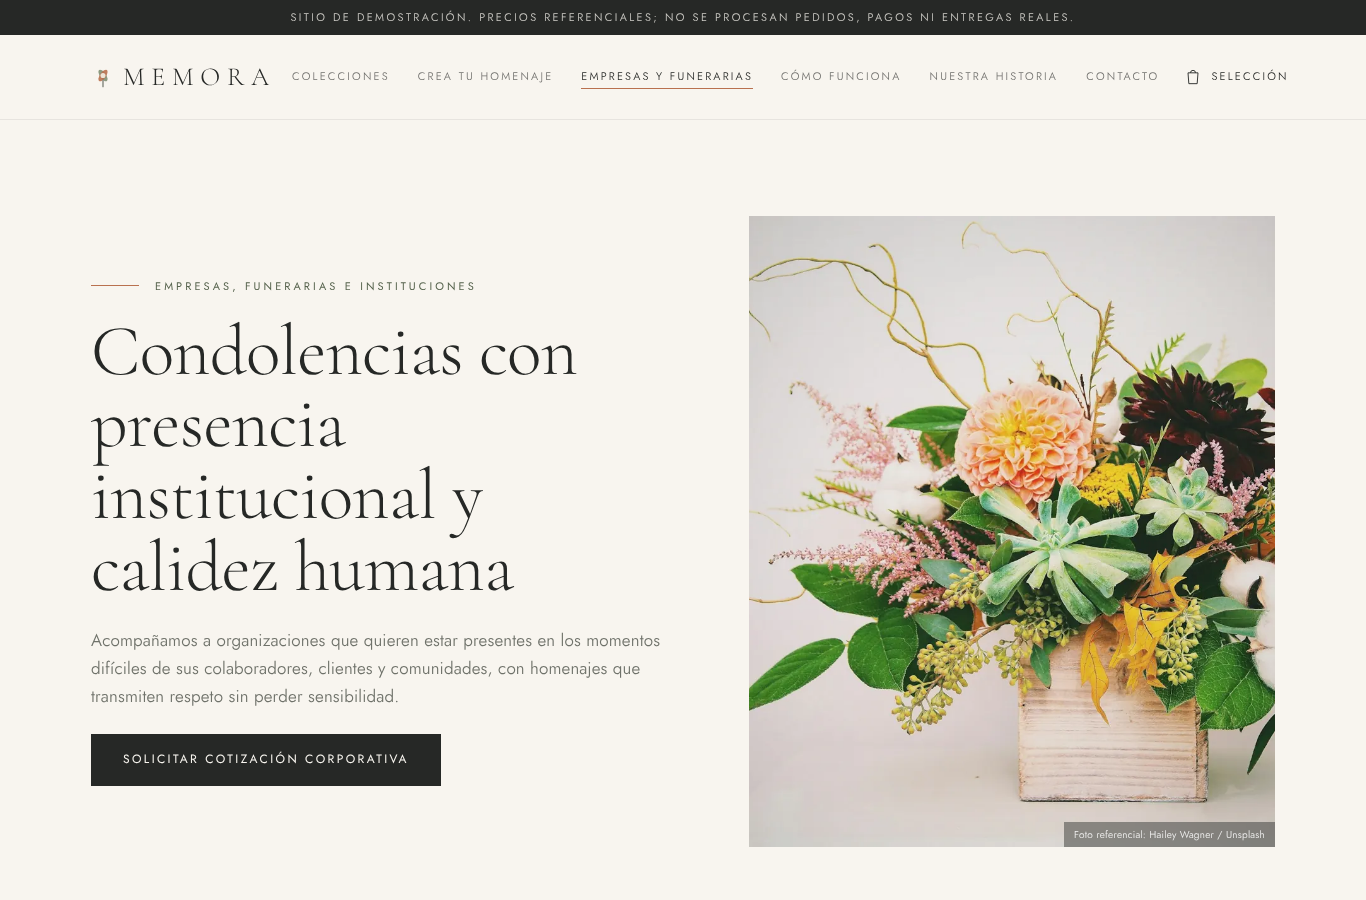 SITIO DE DEMOSTRACIÓN. PRECIOS REFERENCIALES; NO SE PROCESAN PEDIDOS, PAGOS NI ENTREGAS REALES.
MEMORA COLECCIONES CREA TU HOMENAJE EMPRESAS Y FUNERARIAS CÓMO FUNCIONA NUESTRA HISTORIA CONTACTO SELECCIÓN
EMPRESAS, FUNERARIAS E INSTITUCIONES
Condolencias con
presencia
institucional y
calidez humana
Acompañamos a organizaciones que quieren estar presentes en los momentos
difíciles de sus colaboradores, clientes y comunidades, con homenajes que
transmiten respeto sin perder sensibilidad.
SOLICITAR COTIZACIÓN CORPORATIVA
Foto referencial: Hailey Wagner / Unsplash